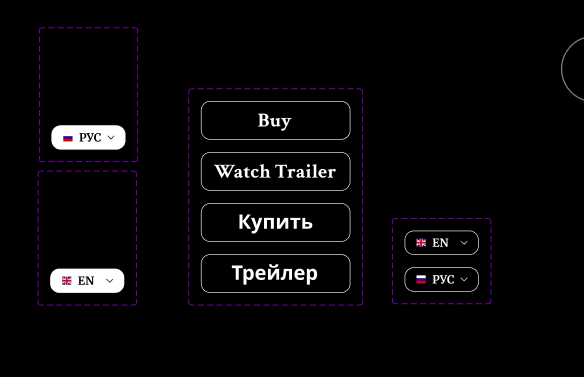 РУС
EN
Buy
Watch Trailer
Купить
Трейлер
EN
РУС